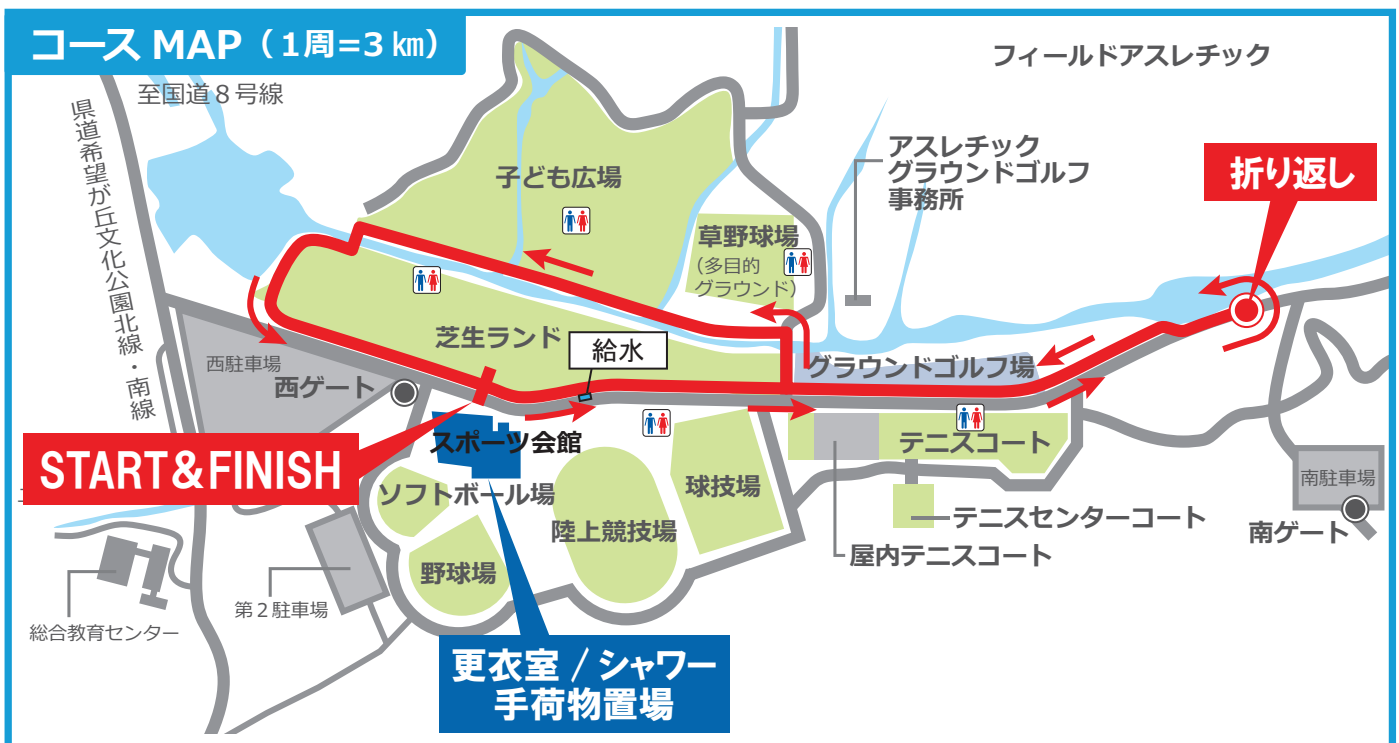 コース MAP（1周=3㎞）
至国道８号線
県道希望が丘文化公園北線・南線
フィールドアスレチック
アスレチック
グラウンドゴルフ
事務所
折り返し
子ども広場
草野球場
（多目的
グラウンド）
芝生ランド
給水
グラウンドゴルフ場
西駐車場
西ゲート
START＆FINISH
スポーツ会館
テニスコート
ソフトボール場
球技場
陸上競技場
野球場
南駐車場
南ゲート
テニスセンターコート
屋内テニスコート
第２駐車場
総合教育センター
更衣室 / シャワー
手荷物置場